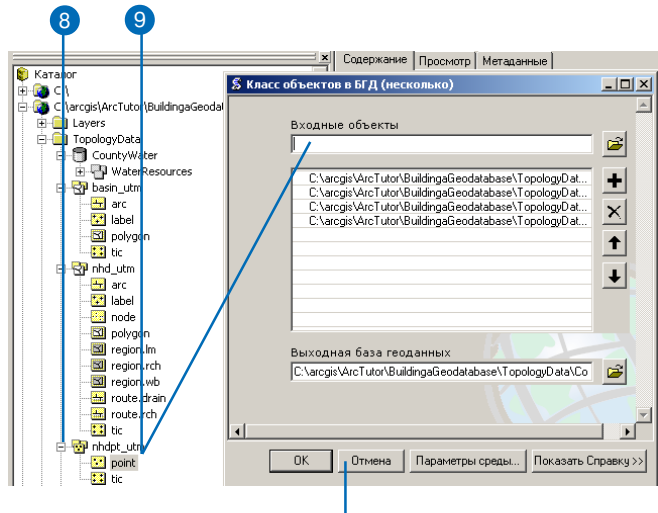 8
9
Содержание
Просмотр
Метаданные
Каталог
C:\
C:\arcgis\ArcTutor\BuildingaGeodat
Layers
TopologyData
CountyWater
WaterResources
basin_utm
arc
label
polygon
tic
nhd_utm
arc
label
node
polygon
region.lm
region.rch
region.wb
route.drain
route.rch
tic
nhdpt_utm
point
tic
Класс объектов в БГД (несколько)
Входные объекты
C:\arcgis\ArcTutor\BuildingaGeodatabase\TopologyDat...
C:\arcgis\ArcTutor\BuildingaGeodatabase\TopologyDat...
C:\arcgis\ArcTutor\BuildingaGeodatabase\TopologyDat...
C:\arcgis\ArcTutor\BuildingaGeodatabase\TopologyDat...
Выходная база геоданных
C:\arcgis\ArcTutor\BuildingaGeodatabase\TopologyData\Co
OK
Отмена
Параметры среды...
Показать Справку >>